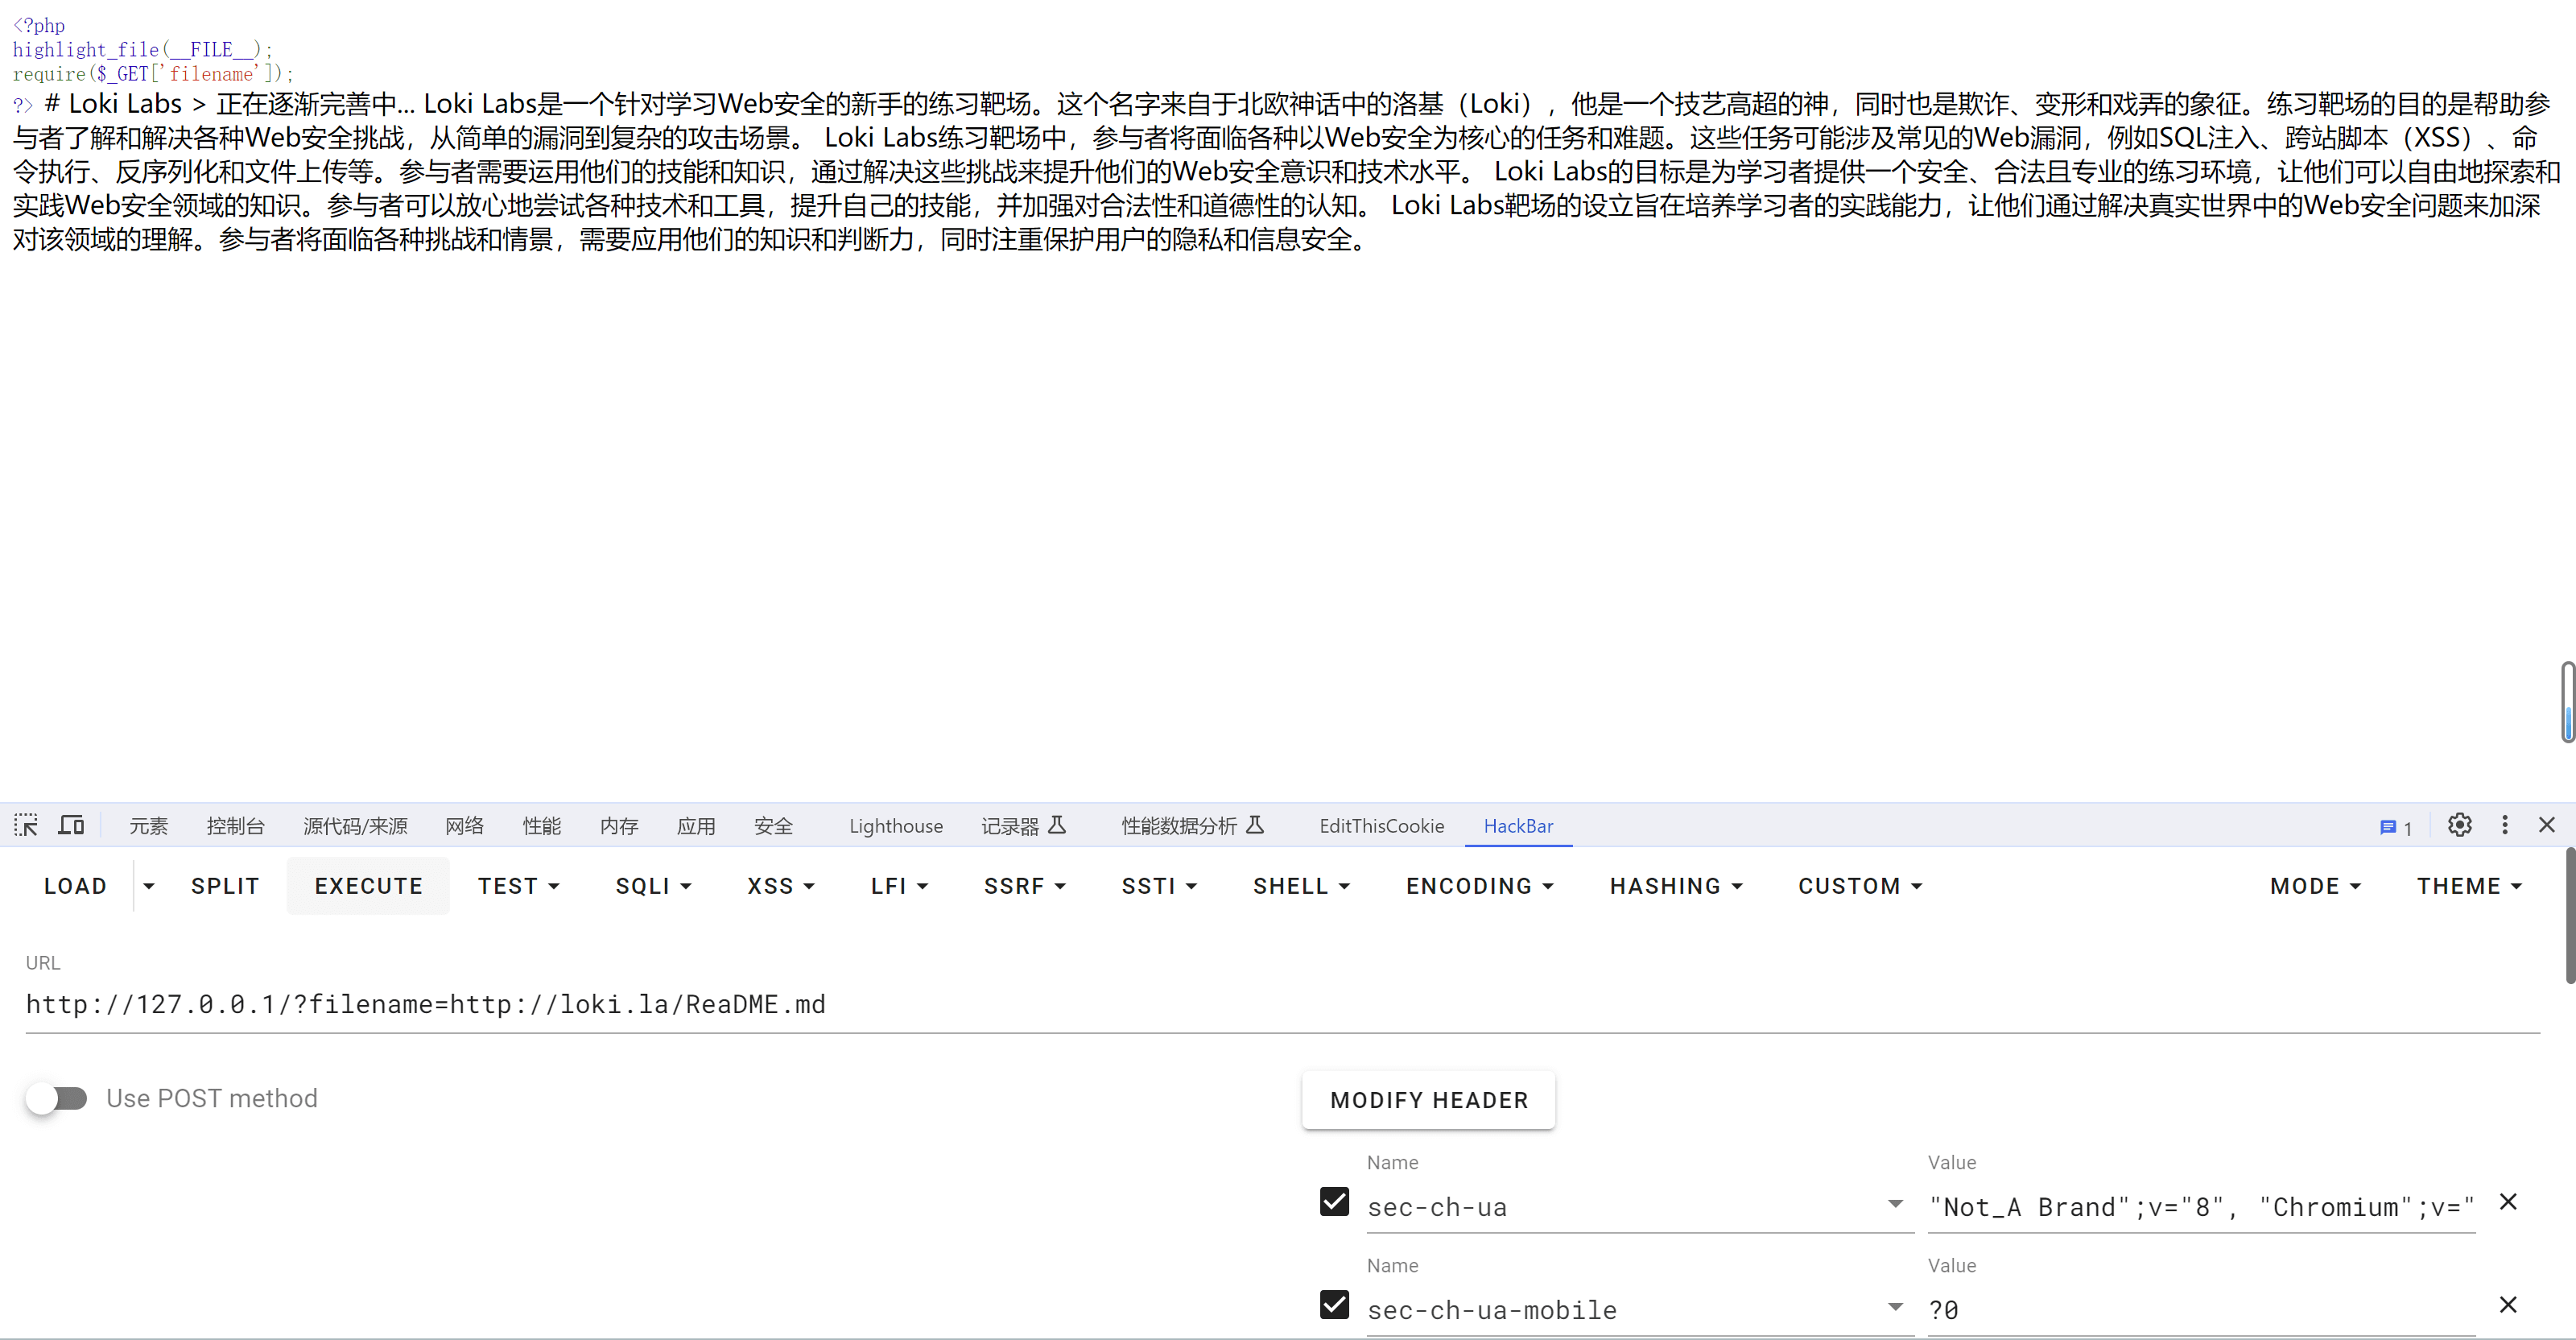 <?php
highlight_file(__FILE__);
require($_GET['filename']);
?> # Loki Labs > 正在逐渐完善中... Loki Labs是一个针对学习Web安全的新手的练习靶场。这个名字来自于北欧神话中的洛基（Loki），他是一个技艺高超的神，同时也是欺诈、变形和戏弄的象征。练习靶场的目的是帮助参
与者了解和解决各种Web安全挑战，从简单的漏洞到复杂的攻击场景。 Loki Labs练习靶场中，参与者将面临各种以Web安全为核心的任务和难题。这些任务可能涉及常见的Web漏洞，例如SQL注入、跨站脚本（XSS）、命
令执行、反序列化和文件上传等。参与者需要运用他们的技能和知识，通过解决这些挑战来提升他们的Web安全意识和技术水平。 Loki Labs的目标是为学习者提供一个安全、合法且专业的练习环境，让他们可以自由地探索和
实践Web安全领域的知识。参与者可以放心地尝试各种技术和工具，提升自己的技能，并加强对合法性和道德性的认知。 Loki Labs靶场的设立旨在培养学习者的实践能力，让他们通过解决真实世界中的Web安全问题来加深
对该领域的理解。参与者将面临各种挑战和情景，需要应用他们的知识和判断力，同时注重保护用户的隐私和信息安全。
元素 控制台 源代码/来源 网络 性能 内存 应用 安全 Lighthouse 记录器 性能数据分析 EditThisCookie HackBar 1
LOAD SPLIT EXECUTE TEST SQLI XSS LFI SSRF SSTI SHELL ENCODING HASHING CUSTOM MODE THEME
URL
http://127.0.0.1/?filename=http://loki.la/ReaDME.md
Use POST method MODIFY HEADER
Name Value
sec-ch-ua "Not_A Brand";v="8", "Chromium";v="
Name Value
sec-ch-ua-mobile ?0